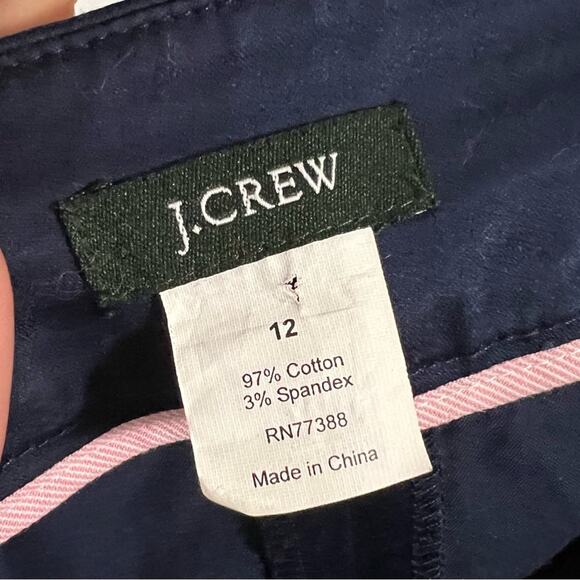 J.CREW
12
97% Cotton
3% Spandex
RN77388
Made in China